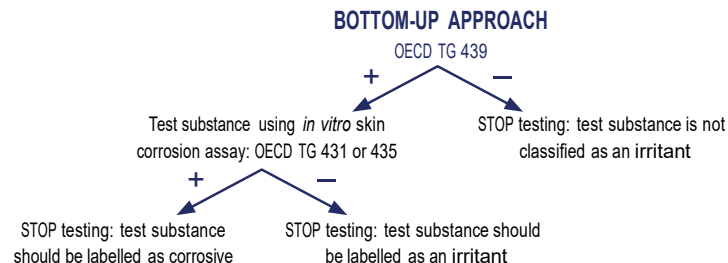 BOTTOM-UP APPROACH
OECD TG 439
+
–
Test substance using in vitro skin
corrosion assay: OECD TG 431 or 435
STOP testing: test substance is not
classified as an irritant
+
–
STOP testing: test substance
should be labelled as corrosive
STOP testing: test substance should
be labelled as an irritant